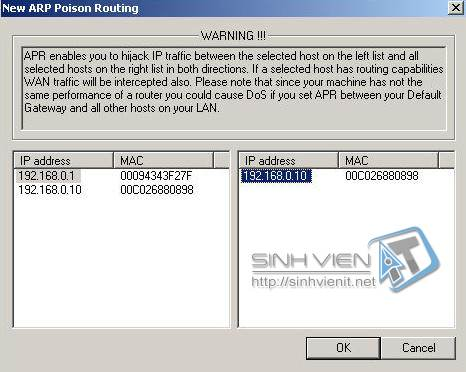 New ARP Poison Routing
WARNING !!!
APR enables you to hijack IP traffic between the selected host on the left list and all
selected hosts on the right list in both directions. If a selected host has routing capabilities
WAN traffic will be intercepted also. Please note that since your machine has not the
same performance of a router you could cause DoS if you set APR between your Default
Gateway and all other hosts on your LAN.
IP address MAC
192.168.0.1 00094343F27F
192.168.0.10 00C026880898
IP address MAC
192.168.0.10 00C026880898
SINH VIEN IT
http://sinhvienit.net
OK Cancel